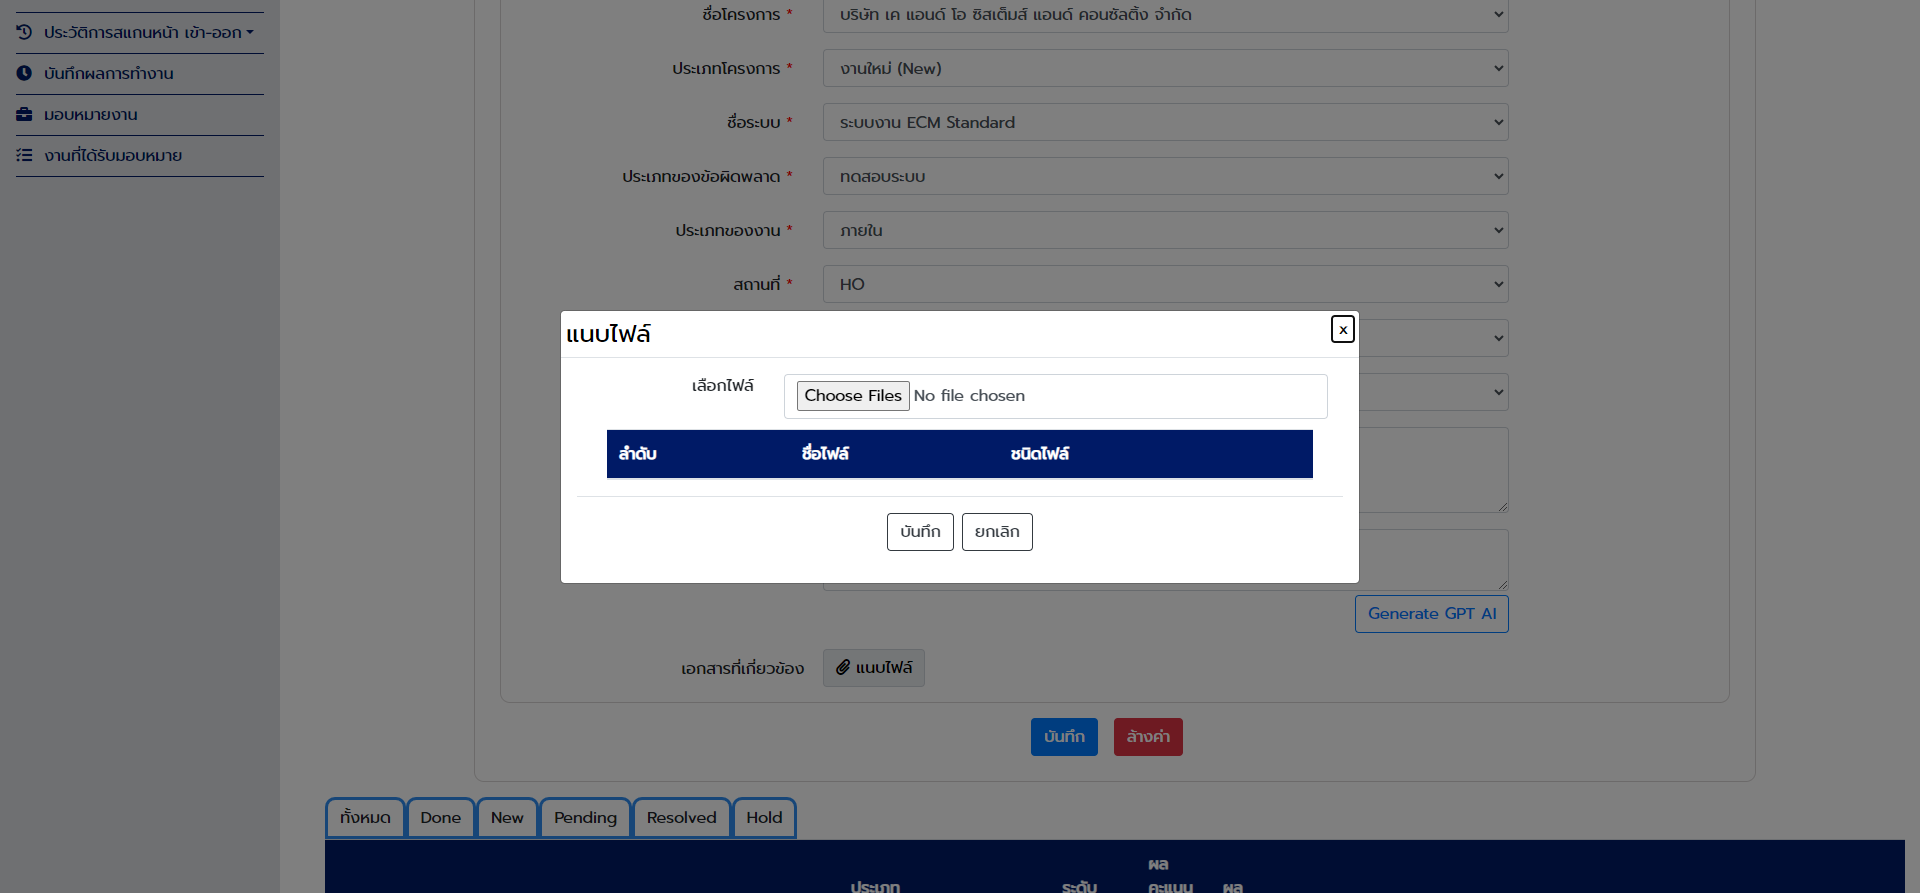 ประวัติการสแกนหน้า เข้า-ออก
บันทึกผลการทำงาน
มอบหมายงาน
งานที่ได้รับมอบหมาย
ชื่อโครงการ * บริษัท เค แอนด์ โอ ซิสเต็มส์ แอนด์ คอนซัลติ้ง จำกัด
ประเภทโครงการ * งานใหม่ (New)
ชื่อระบบ * ระบบงาน ECM Standard
ประเภทของข้อผิดพลาด * ทดสอบระบบ
ประเภทของงาน * ภายใน
สถานที่ * HO
แนบไฟล์ x
เลือกไฟล์ Choose Files No file chosen
ลำดับ ชื่อไฟล์ ชนิดไฟล์
บันทึก ยกเลิก
Generate GPT AI
เอกสารที่เกี่ยวข้อง แนบไฟล์
บันทึก ล้างค่า
ทั้งหมด Done New Pending Resolved Hold
ผล
ประเภท ระดับ คะแนน ผล